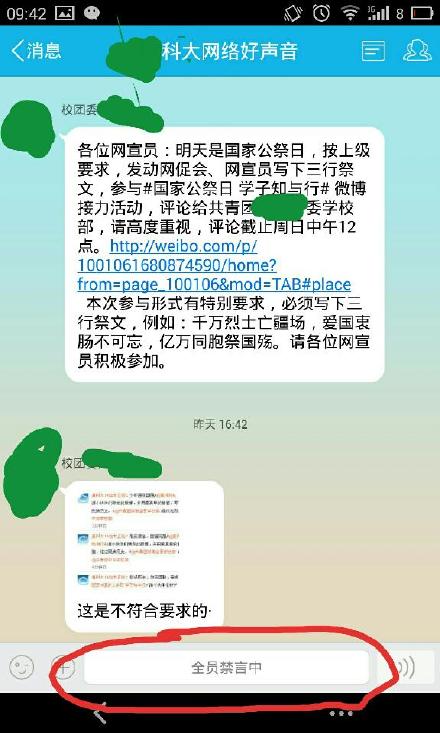 09:42
3G
8
消息
科大网络好声音
校团委
各位网宣员：明天是国家公祭日，按上级
要求，发动网促会、网宣员写下三行祭
文，参与#国家公祭日 学子知与行# 微博
接力活动，评论给共青团
委学校
部，请高度重视，评论截止周日中午12
点。http://weibo.com/p/
1001061680874590/home?
from=page_100106&mod=TAB#place
本次参与形式有特别要求，必须写下三
行祭文，例如：千万烈士亡疆场，爱国衷
肠不可忘，亿万同胞祭国殇。请各位网宣
员积极参加。
昨天 16:42
校团
这是不符合要求的·
全员禁言中